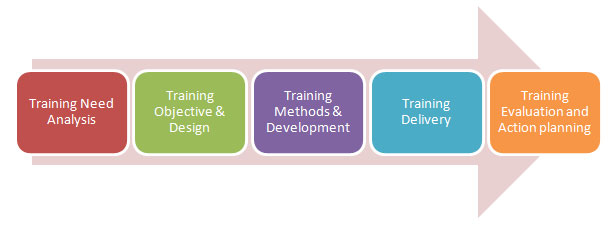 Training Need
Analysis
Training
Objective &
Design
Training
Methods &
Development
Training
Delivery
Training
Evaluation and
Action planning